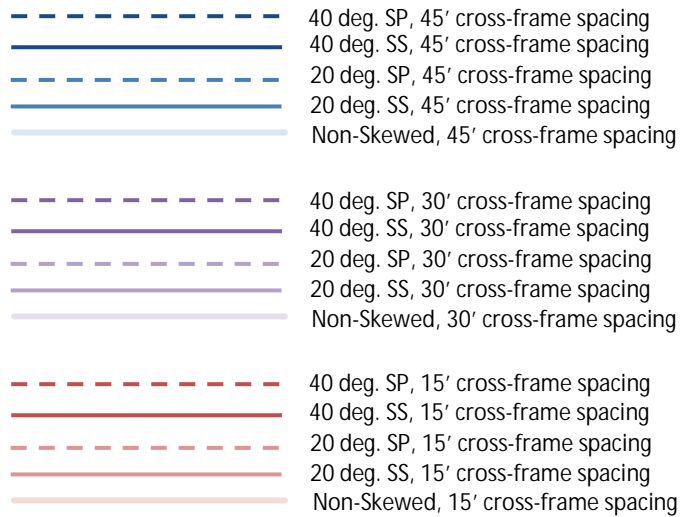 40 deg. SP, 45’ cross-frame spacing
40 deg. SS, 45’ cross-frame spacing
20 deg. SP, 45’ cross-frame spacing
20 deg. SS, 45’ cross-frame spacing
Non-Skewed, 45’ cross-frame spacing
40 deg. SP, 30’ cross-frame spacing
40 deg. SS, 30’ cross-frame spacing
20 deg. SP, 30’ cross-frame spacing
20 deg. SS, 30’ cross-frame spacing
Non-Skewed, 30’ cross-frame spacing
40 deg. SP, 15’ cross-frame spacing
40 deg. SS, 15’ cross-frame spacing
20 deg. SP, 15’ cross-frame spacing
20 deg. SS, 15’ cross-frame spacing
Non-Skewed, 15’ cross-frame spacing